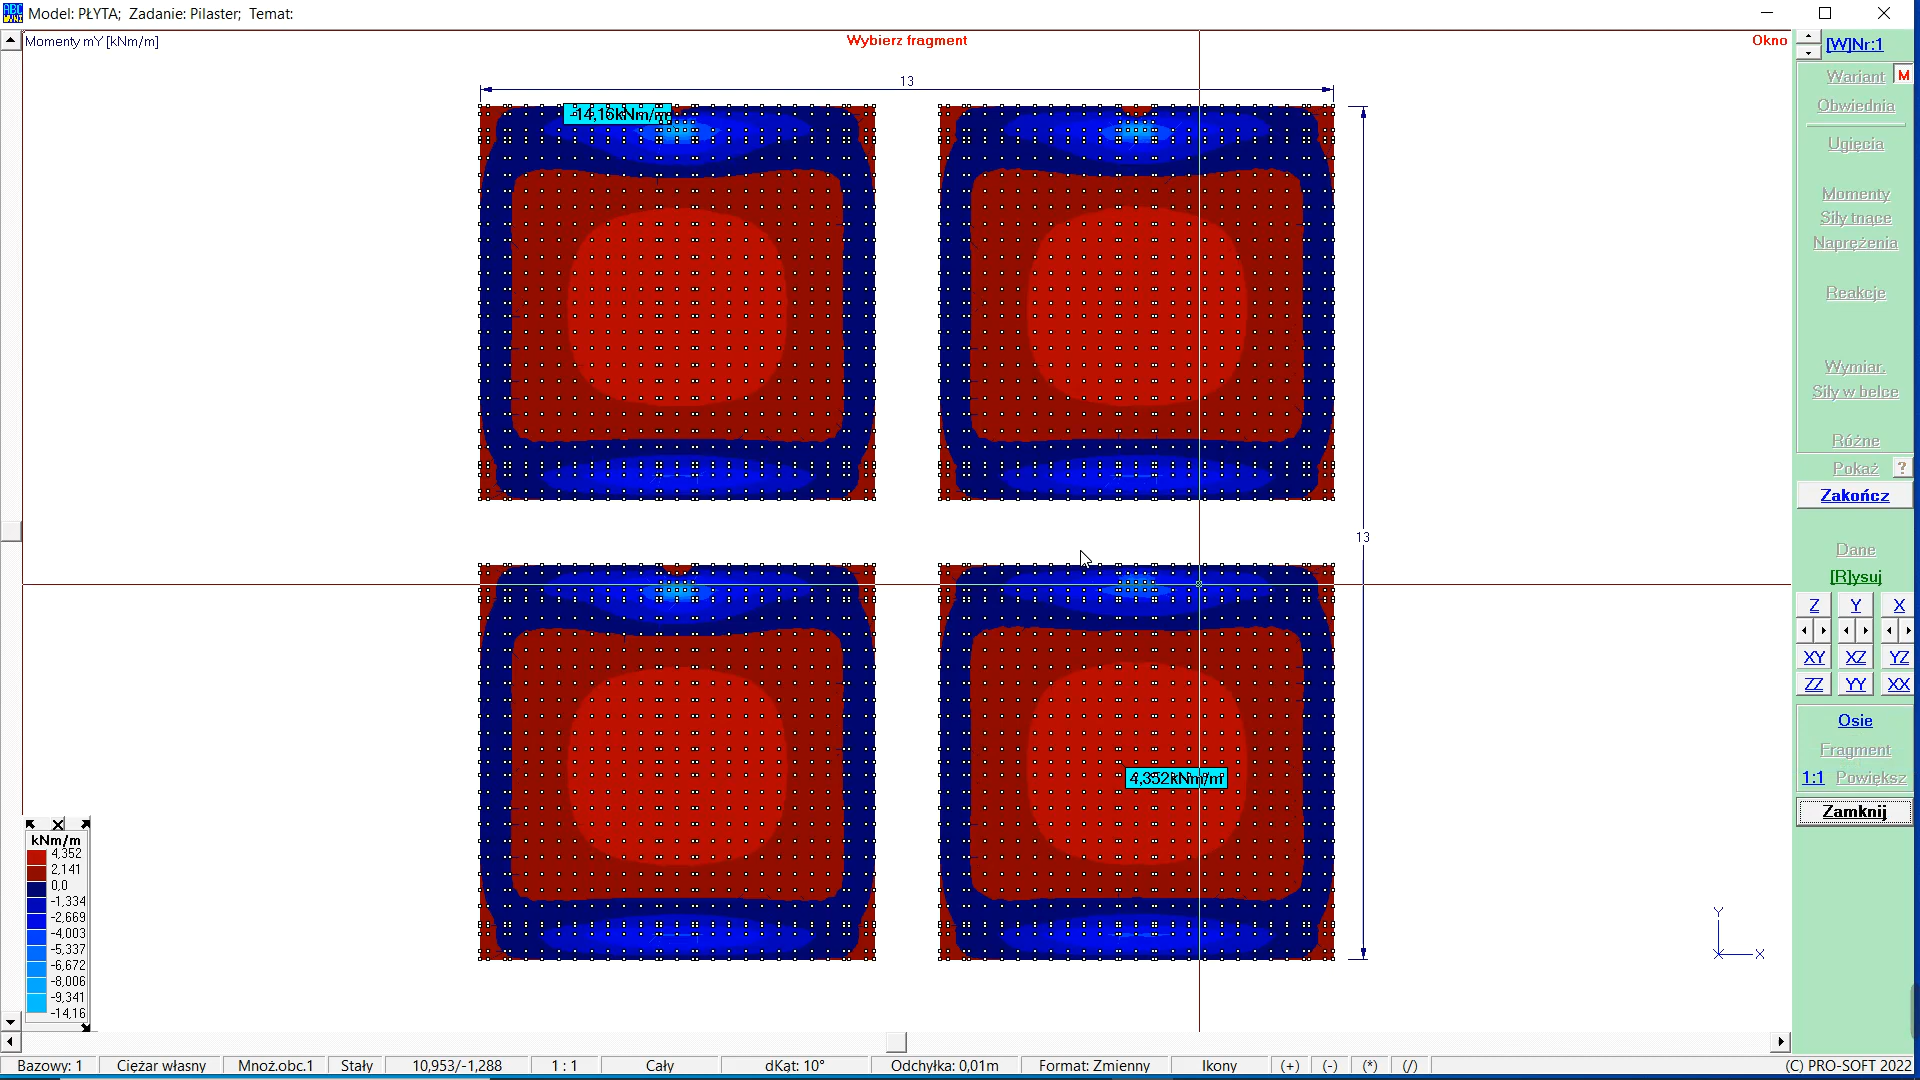 Model: PŁYTA;  Zadanie: Pilaster;  Temat:
Momenty mY [kNm/m]
Wybierz fragment
Okno
13
-14,16kNm/m
13
4,352kNm/m
kNm/m
4,352
2,141
0,0
-1,334
-2,669
-4,003
-5,337
-6,672
-8,006
-9,341
-14,16
Y
X
[W]Nr:1
Wariant M
Obwiednia
Ugięcia
Momenty
Siły tnące
Naprężenia
Reakcje
Wymiar.
Siły w belce
Różne
Pokaż ?
Zakończ
Dane
[R]ysuj
Z Y X
XY XZ YZ
ZZ YY XX
Osie
Fragment
1:1 Powiększ
Zamknij
Bazowy: 1 Ciężar własny Mnoż.obc.1 Stały 10,953/-1,288 1 : 1 Cały dKąt: 10° Odchyłka: 0,01m Format: Zmienny Ikony (+) (-) (*) (/) (C) PRO-SOFT 2022